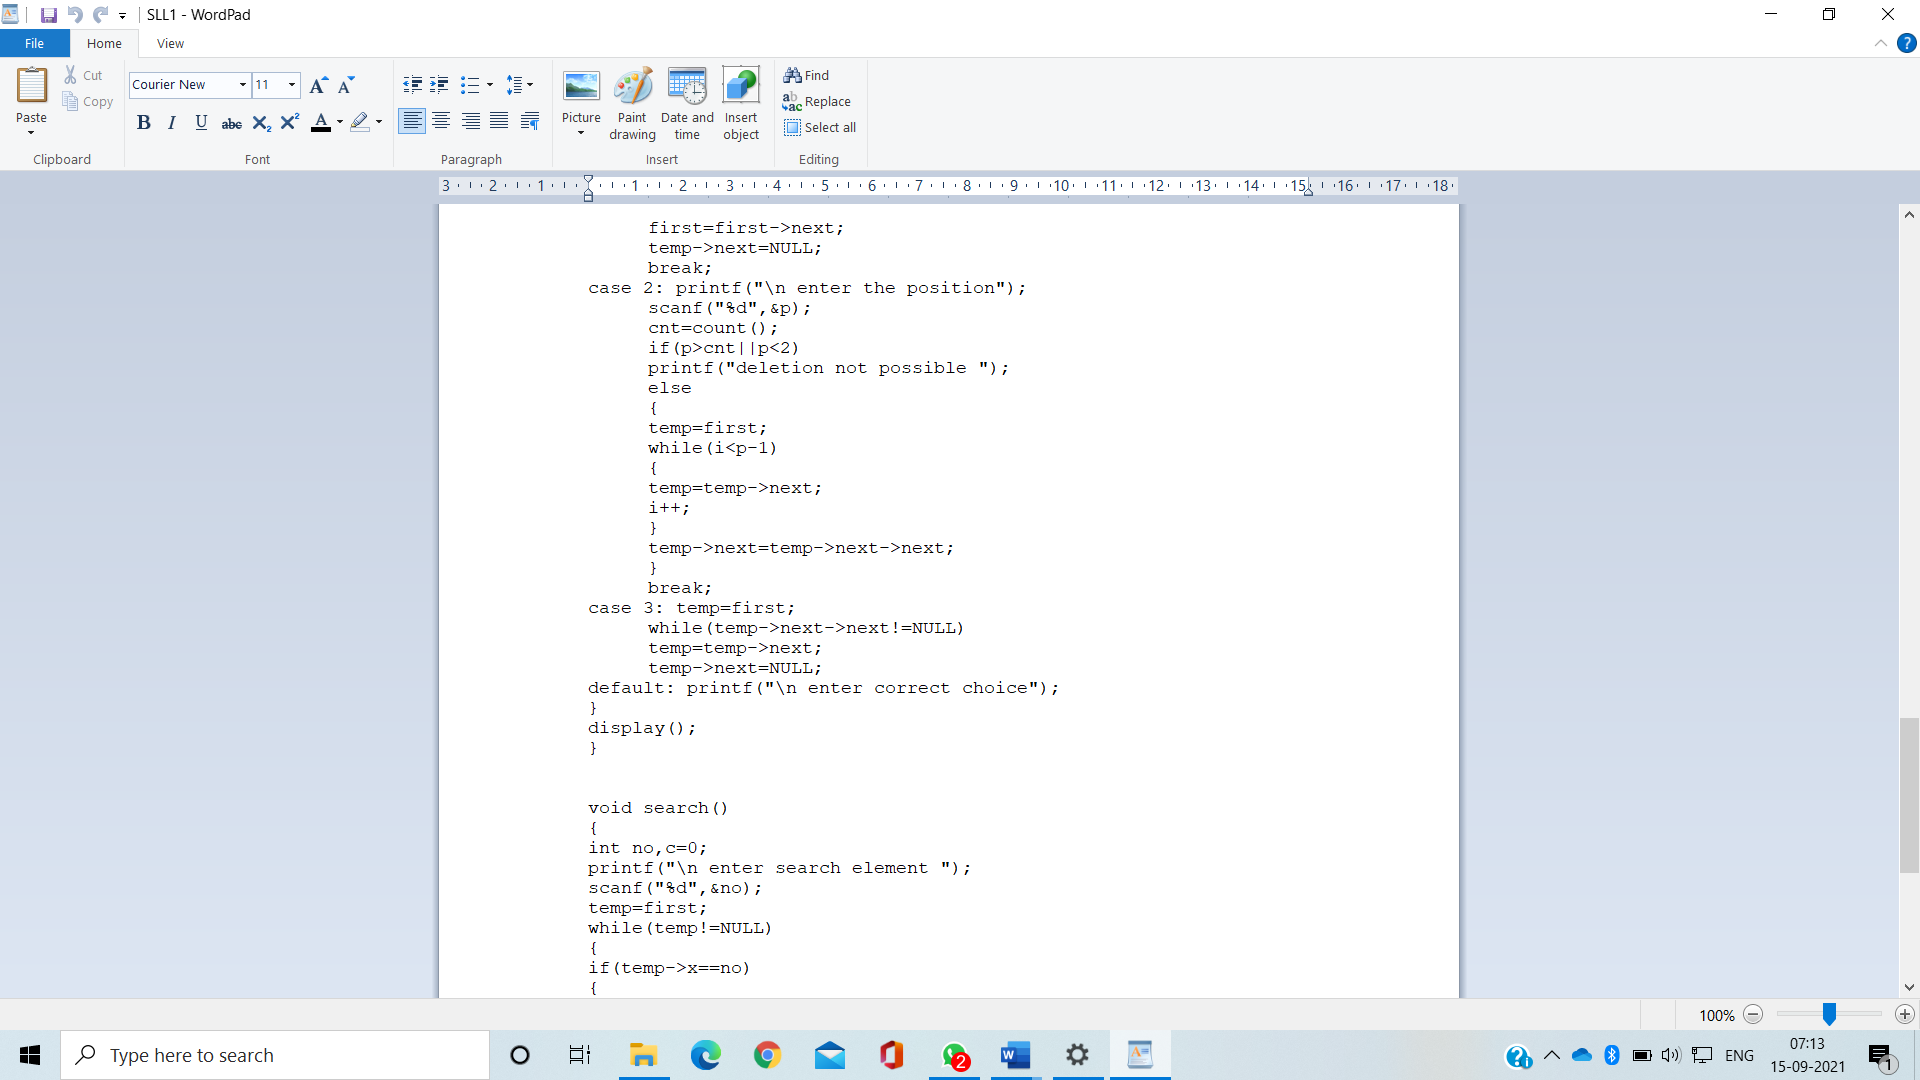 SLL1 - WordPad
File Home View
Paste
Cut
Copy
Clipboard
Courier New 11
Font
Paragraph
Picture
Paint drawing
Date and time
Insert object
Insert
Find
Replace
Select all
Editing
3 2 1 1 2 3 4 5 6 7 8 9 10 11 12 13 14 15 16 17 18
first=first->next;
temp->next=NULL;
break;
case 2: printf("\n enter the position");
scanf("%d",&p);
cnt=count();
if(p>cnt||p<2)
printf("deletion not possible ");
else
{
temp=first;
while(i<p-1)
{
temp=temp->next;
i++;
}
temp->next=temp->next->next;
}
break;
case 3: temp=first;
while(temp->next->next!=NULL)
temp=temp->next;
temp->next=NULL;
default: printf("\n enter correct choice");
}
display();
}
void search()
{
int no,c=0;
printf("\n enter search element ");
scanf("%d",&no);
temp=first;
while(temp!=NULL)
{
if(temp->x==no)
{
100%
Type here to search
2
ENG
07:13
15-09-2021
1